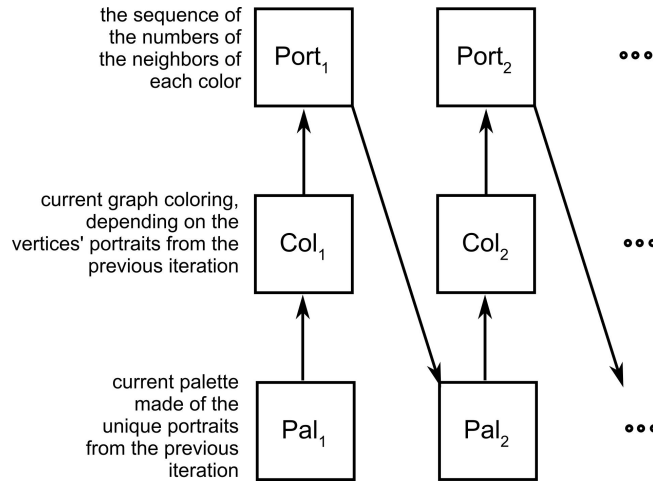 the sequence of
the numbers of
the neighbors of
each color
Port1
Port2
current graph coloring,
depending on the
vertices' portraits from the
previous iteration
Col1
Col2
current palette
made of the
unique portraits
from the previous
iteration
Pal1
Pal2